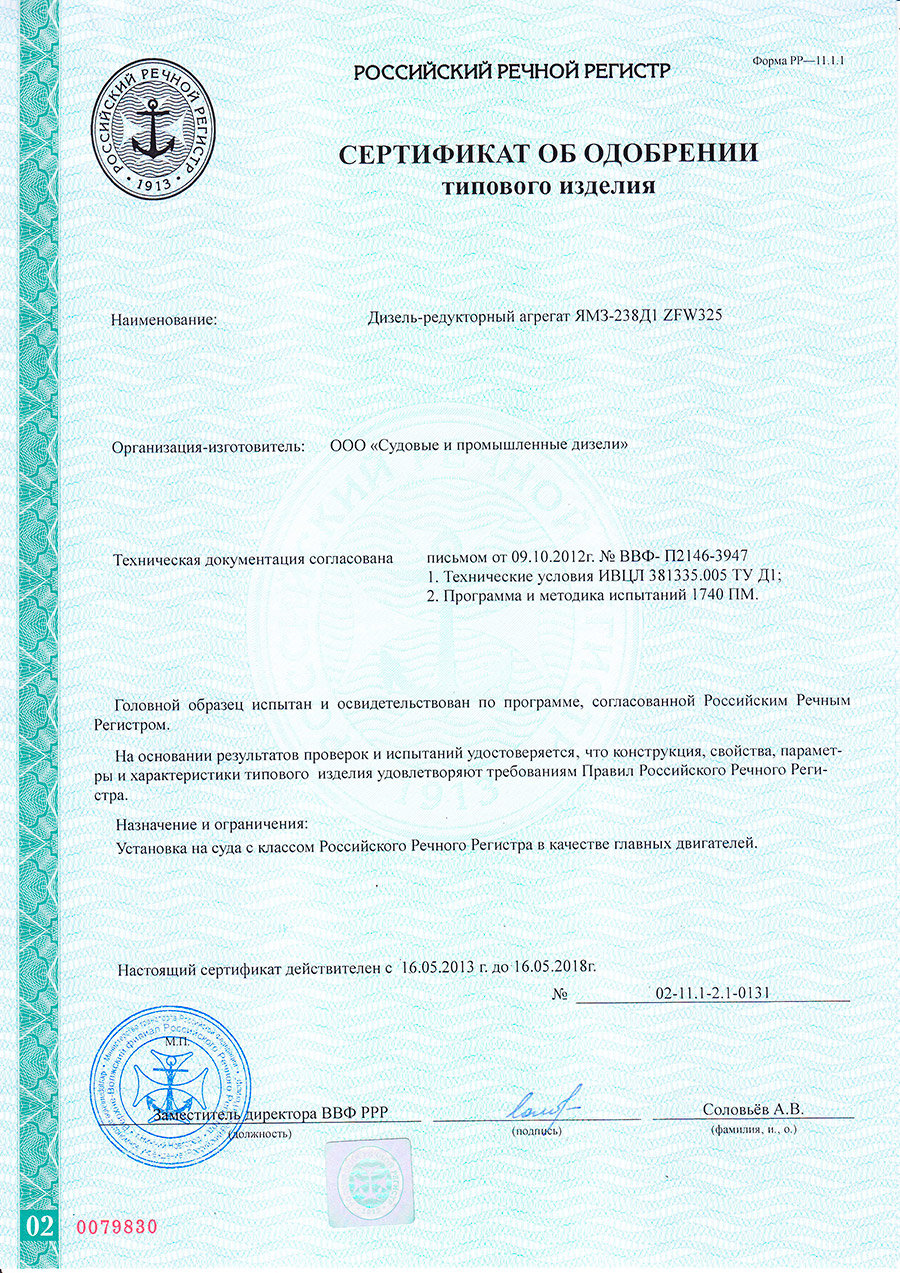 РОССИЙСКИЙ РЕЧНОЙ РЕГИСТР
Форма РР—11.1.1
РОССИЙСКИЙ РЕЧНОЙ РЕГИСТР
• 1913 •
СЕРТИФИКАТ ОБ ОДОБРЕНИИ
типового изделия
Наименование: Дизель-редукторный агрегат ЯМЗ-238Д1 ZFW325
Организация-изготовитель: ООО «Судовые и промышленные дизели»
Техническая документация согласована письмом от 09.10.2012г. № ВВФ- П2146-3947
1. Технические условия ИВЦЛ 381335.005 ТУ Д1;
2. Программа и методика испытаний 1740 ПМ.
Головной образец испытан и освидетельствован по программе, согласованной Российским Речным
Регистром.
На основании результатов проверок и испытаний удостоверяется, что конструкция, свойства, парамет-
ры и характеристики типового изделия удовлетворяют требованиям Правил Российского Речного Реги-
стра.
1913
Назначение и ограничения:
Установка на суда с классом Российского Речного Регистра в качестве главных двигателей.
Настоящий сертификат действителен с 16.05.2013 г. до 16.05.2018г.
№ 02-11.1-2.1-0131
М.П.
Заместитель директора ВВФ РРР
Соловьёв А.В.
(должность)
(подпись)
(фамилия, и., о.)
02 0079830